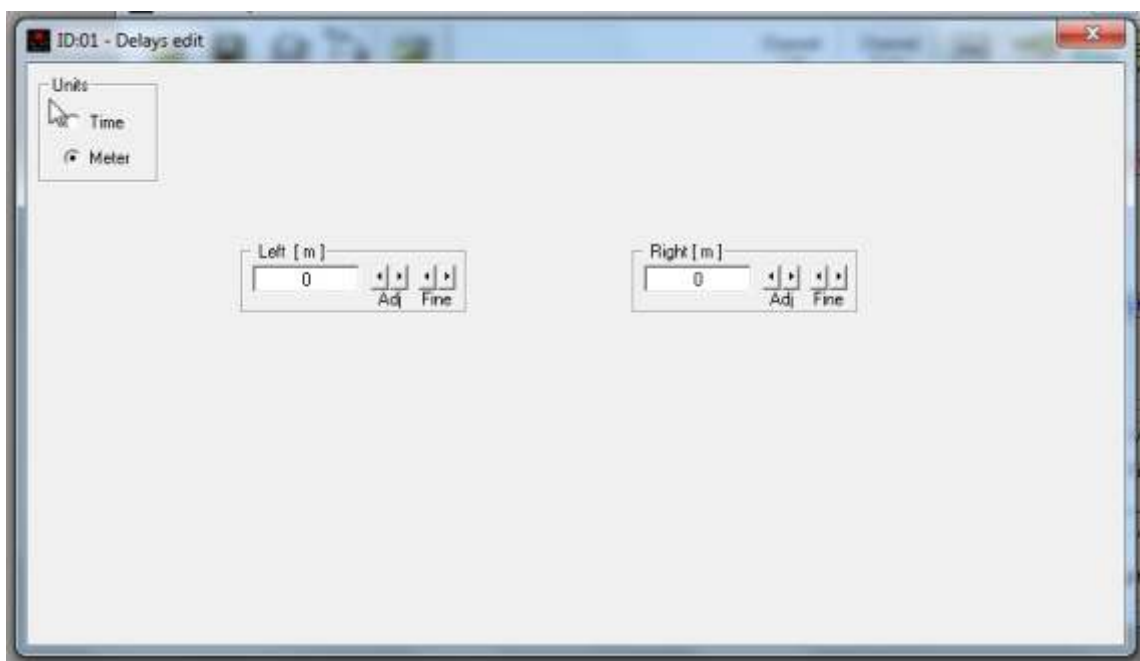 ID:01 - Delays edit
Units
Time
Meter
Left [ m ]
Right [ m ]
0
0
Adj Fine
Adj Fine